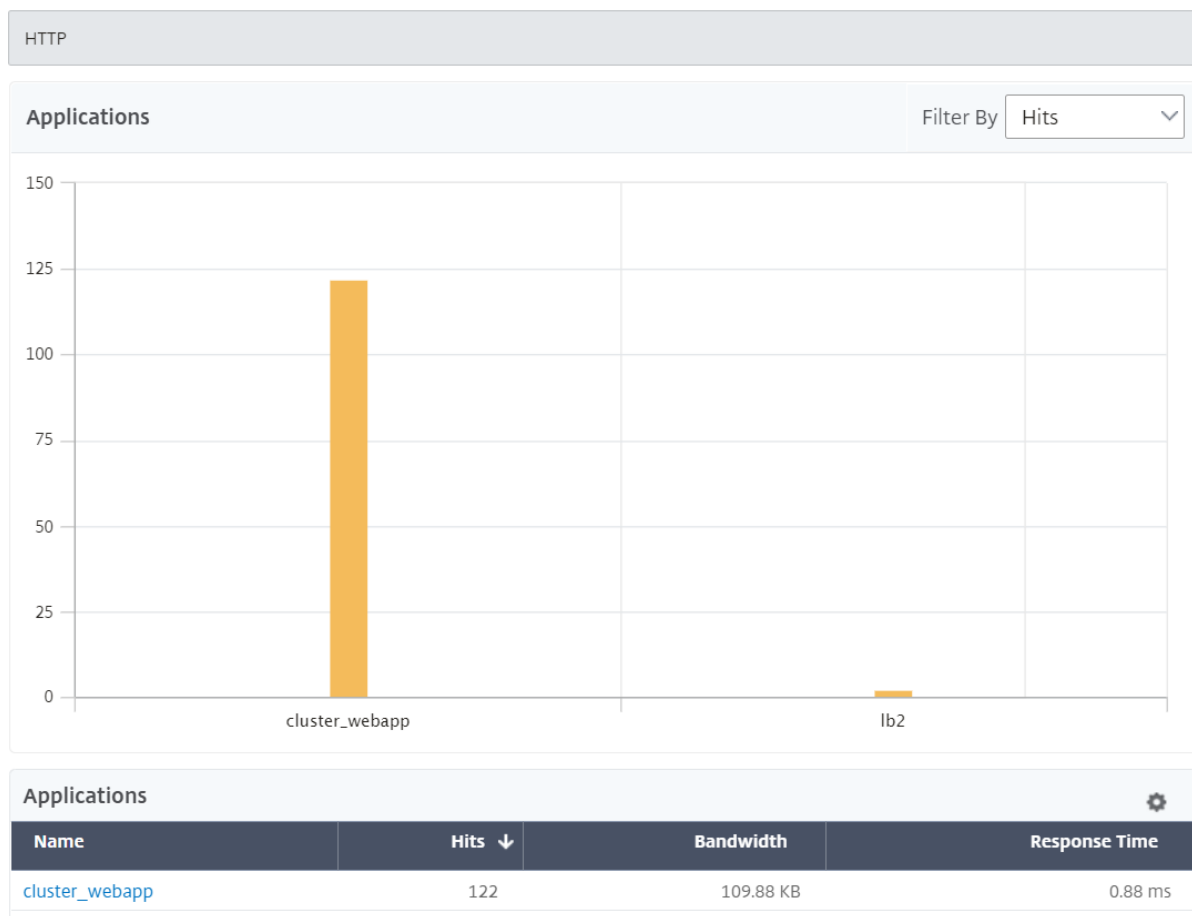 HTTP
Applications
Filter By Hits
150
125
100
75
50
25
0
cluster_webapp lb2
Applications
Name Hits Bandwidth Response Time
cluster_webapp 122 109.88 KB 0.88 ms